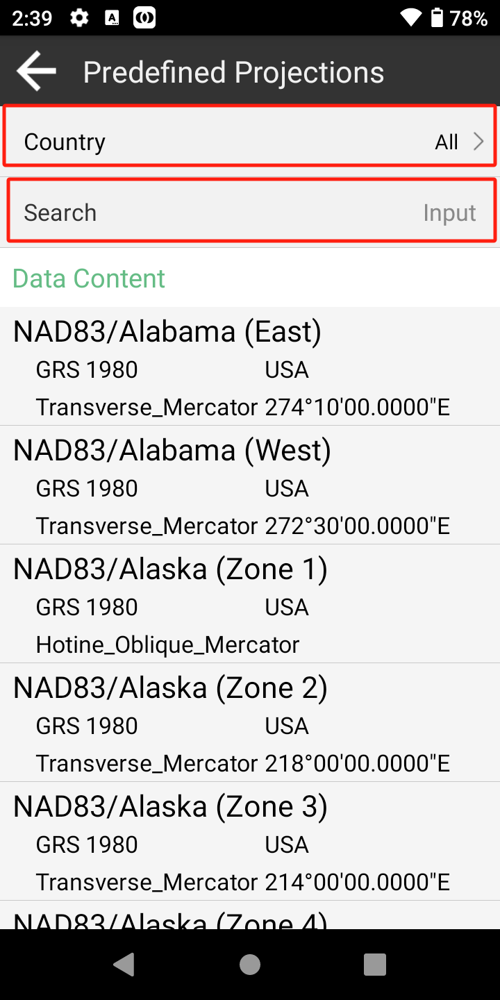 2:39 A 78%
Predefined Projections
Country All
Search Input
Data Content
NAD83/Alabama (East)
GRS 1980 USA
Transverse_Mercator 274°10'00.0000"E
NAD83/Alabama (West)
GRS 1980 USA
Transverse_Mercator 272°30'00.0000"E
NAD83/Alaska (Zone 1)
GRS 1980 USA
Hotine_Oblique_Mercator
NAD83/Alaska (Zone 2)
GRS 1980 USA
Transverse_Mercator 218°00'00.0000"E
NAD83/Alaska (Zone 3)
GRS 1980 USA
Transverse_Mercator 214°00'00.0000"E
NAD83/Alaska (Zone 4)